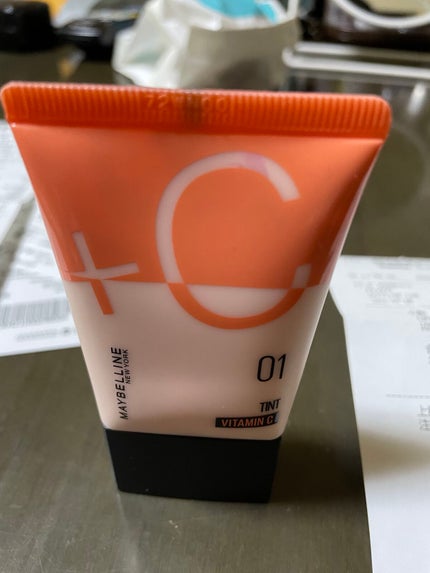 +C
MAYBELLINE
NEW YORK
01
TINT
VITAMIN C